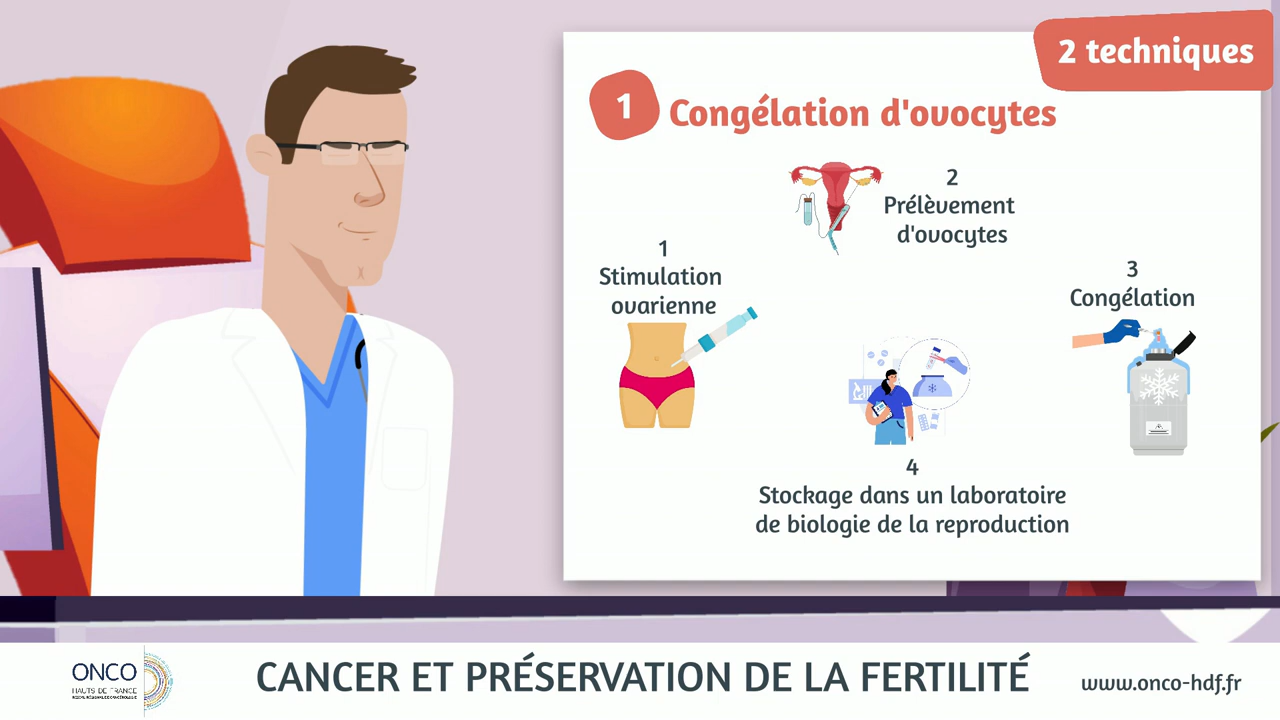 2 techniques
1
Congélation d'ovocytes
1
Stimulation
ovarienne
2
Prélèvement
d'ovocytes
3
Congélation
4
Stockage dans un laboratoire
de biologie de la reproduction
ONCO
HAUTS-DE-FRANCE
CANCER ET PRÉSERVATION DE LA FERTILITÉ
www.onco-hdf.fr